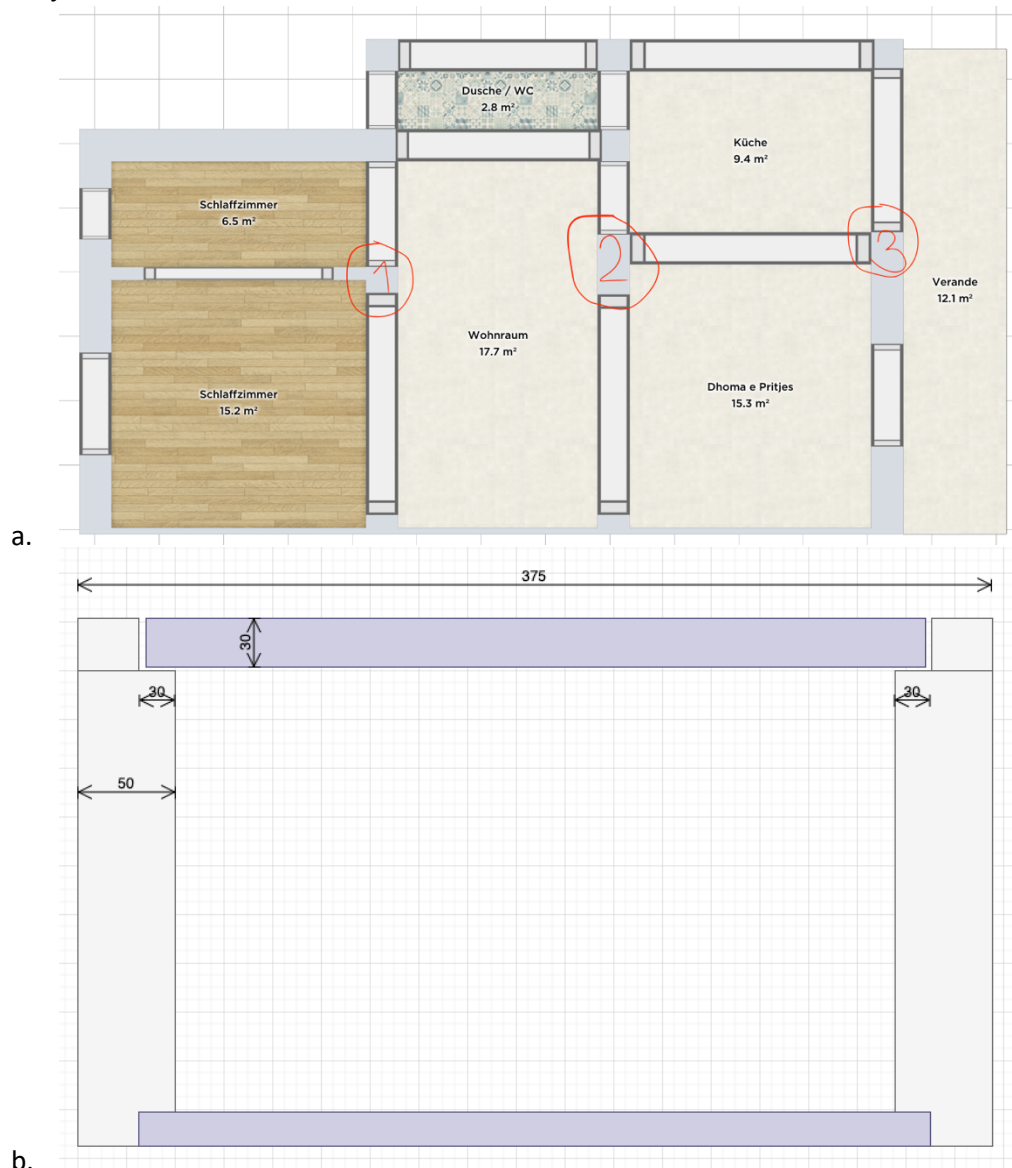 Dusche / WC
2.8 m²
Küche
9.4 m²
Schlaffzimmer
6.5 m²
1
2
3
Verande
12.1 m²
Wohnraum
17.7 m²
Schlaffzimmer
15.2 m²
Dhoma e Pritjes
15.3 m²
a.
375
30
30
30
50
b.